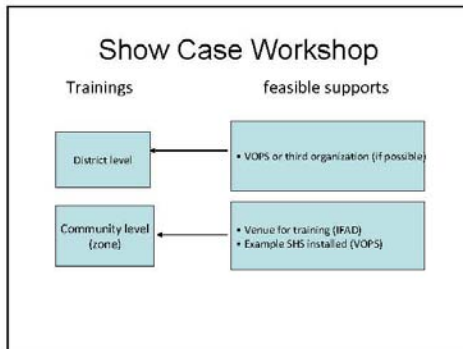 Show Case Workshop
Trainings
feasible supports
District level
• VOPS or third organization (if possible)
Community level
(zone)
• Venue for training (IFAD)
• Example SHS installed (VOPS)